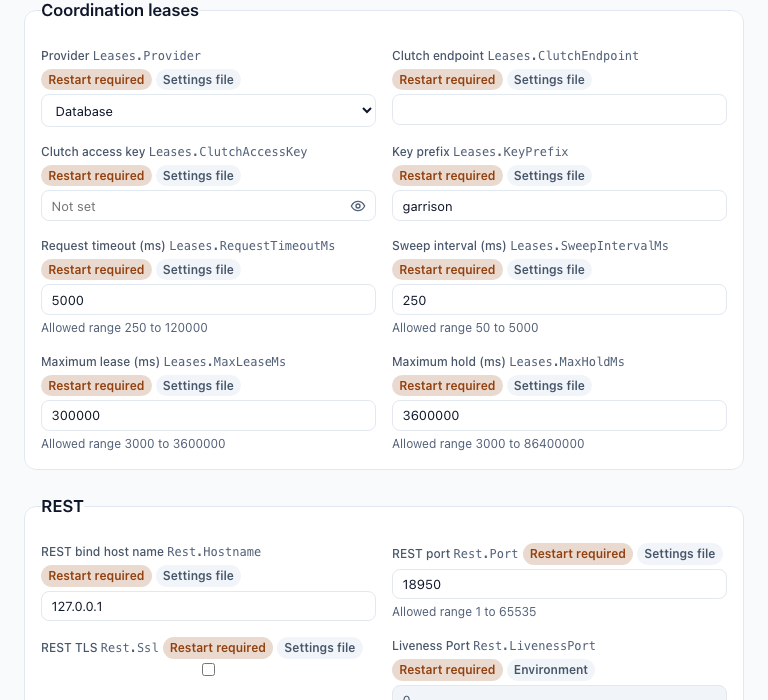 Coordination leases
Provider Leases.Provider
Restart required Settings file
Database
Clutch endpoint Leases.ClutchEndpoint
Restart required Settings file
Clutch access key Leases.ClutchAccessKey
Restart required Settings file
Not set
Key prefix Leases.KeyPrefix
Restart required Settings file
garrison
Request timeout (ms) Leases.RequestTimeoutMs
Restart required Settings file
5000
Allowed range 250 to 120000
Sweep interval (ms) Leases.SweepIntervalMs
Restart required Settings file
250
Allowed range 50 to 5000
Maximum lease (ms) Leases.MaxLeaseMs
Restart required Settings file
300000
Allowed range 3000 to 3600000
Maximum hold (ms) Leases.MaxHoldMs
Restart required Settings file
3600000
Allowed range 3000 to 86400000
REST
REST bind host name Rest.Hostname
Restart required Settings file
127.0.0.1
REST port Rest.Port Restart required Settings file
18950
Allowed range 1 to 65535
REST TLS Rest.Ssl Restart required Settings file
Liveness Port Rest.LivenessPort
Restart required Environment